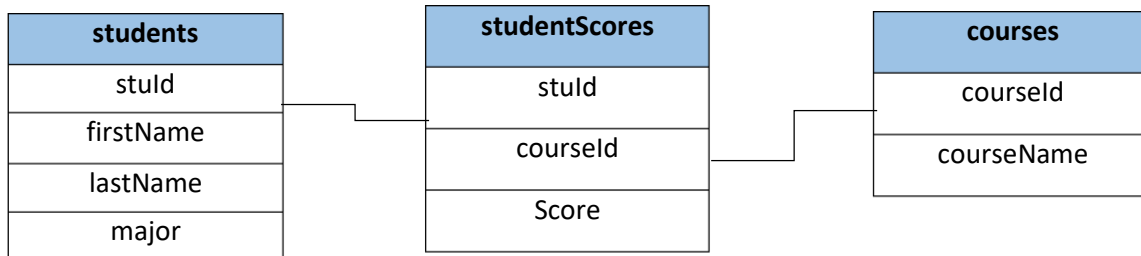 students
stuId
firstName
lastName
major
studentScores
stuId
courseId
Score
courses
courseId
courseName